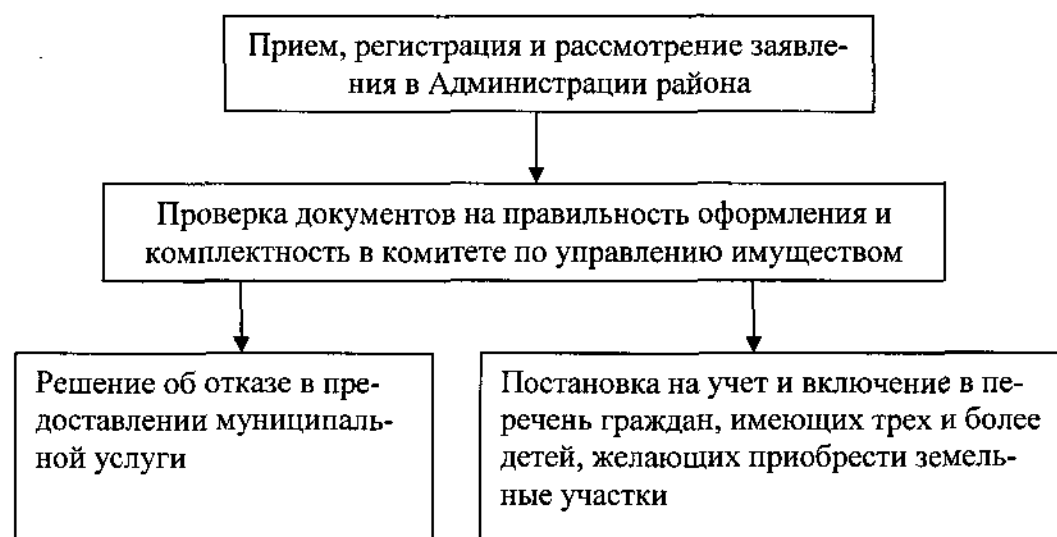 Прием, регистрация и рассмотрение заявле-
ния в Администрации района
Проверка документов на правильность оформления и
комплектность в комитете по управлению имуществом
Решение об отказе в пре-
доставлении муниципаль-
ной услуги
Постановка на учет и включение в пе-
речень граждан, имеющих трех и более
детей, желающих приобрести земель-
ные участки